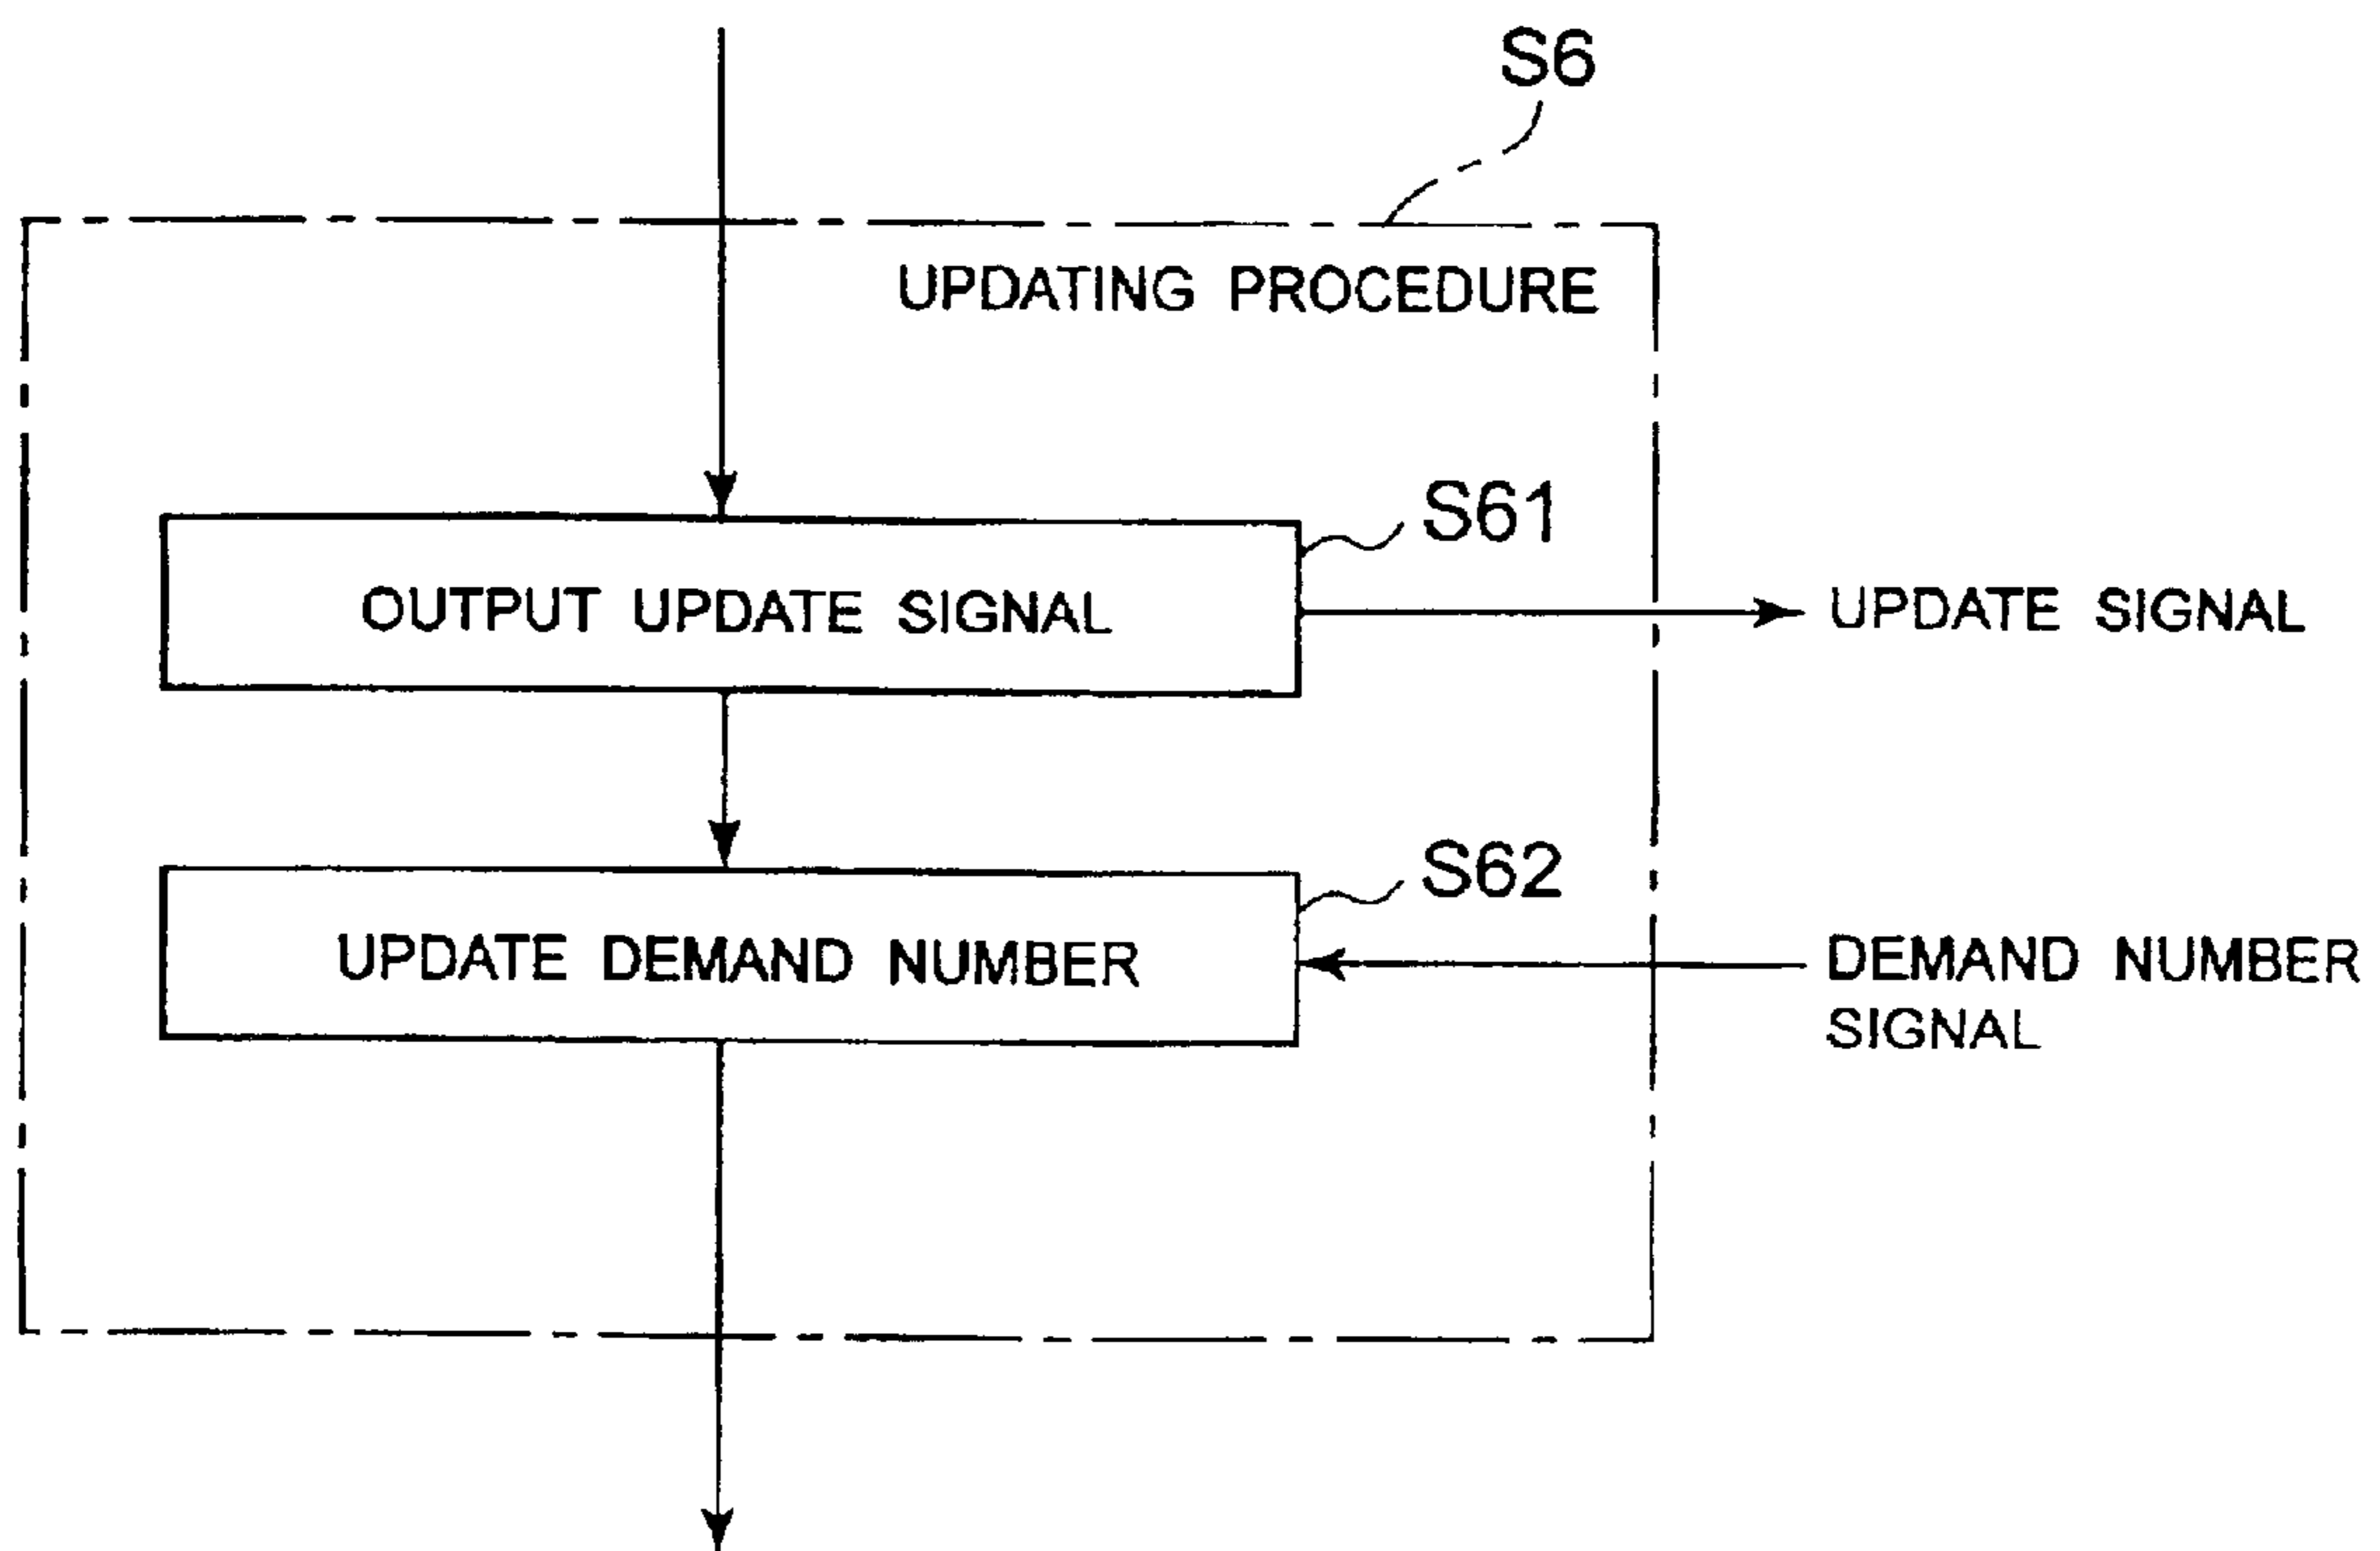 S6
UPDATING PROCEDURE
S61
OUTPUT UPDATE SIGNAL
UPDATE SIGNAL
S62
UPDATE DEMAND NUMBER
DEMAND NUMBER
SIGNAL